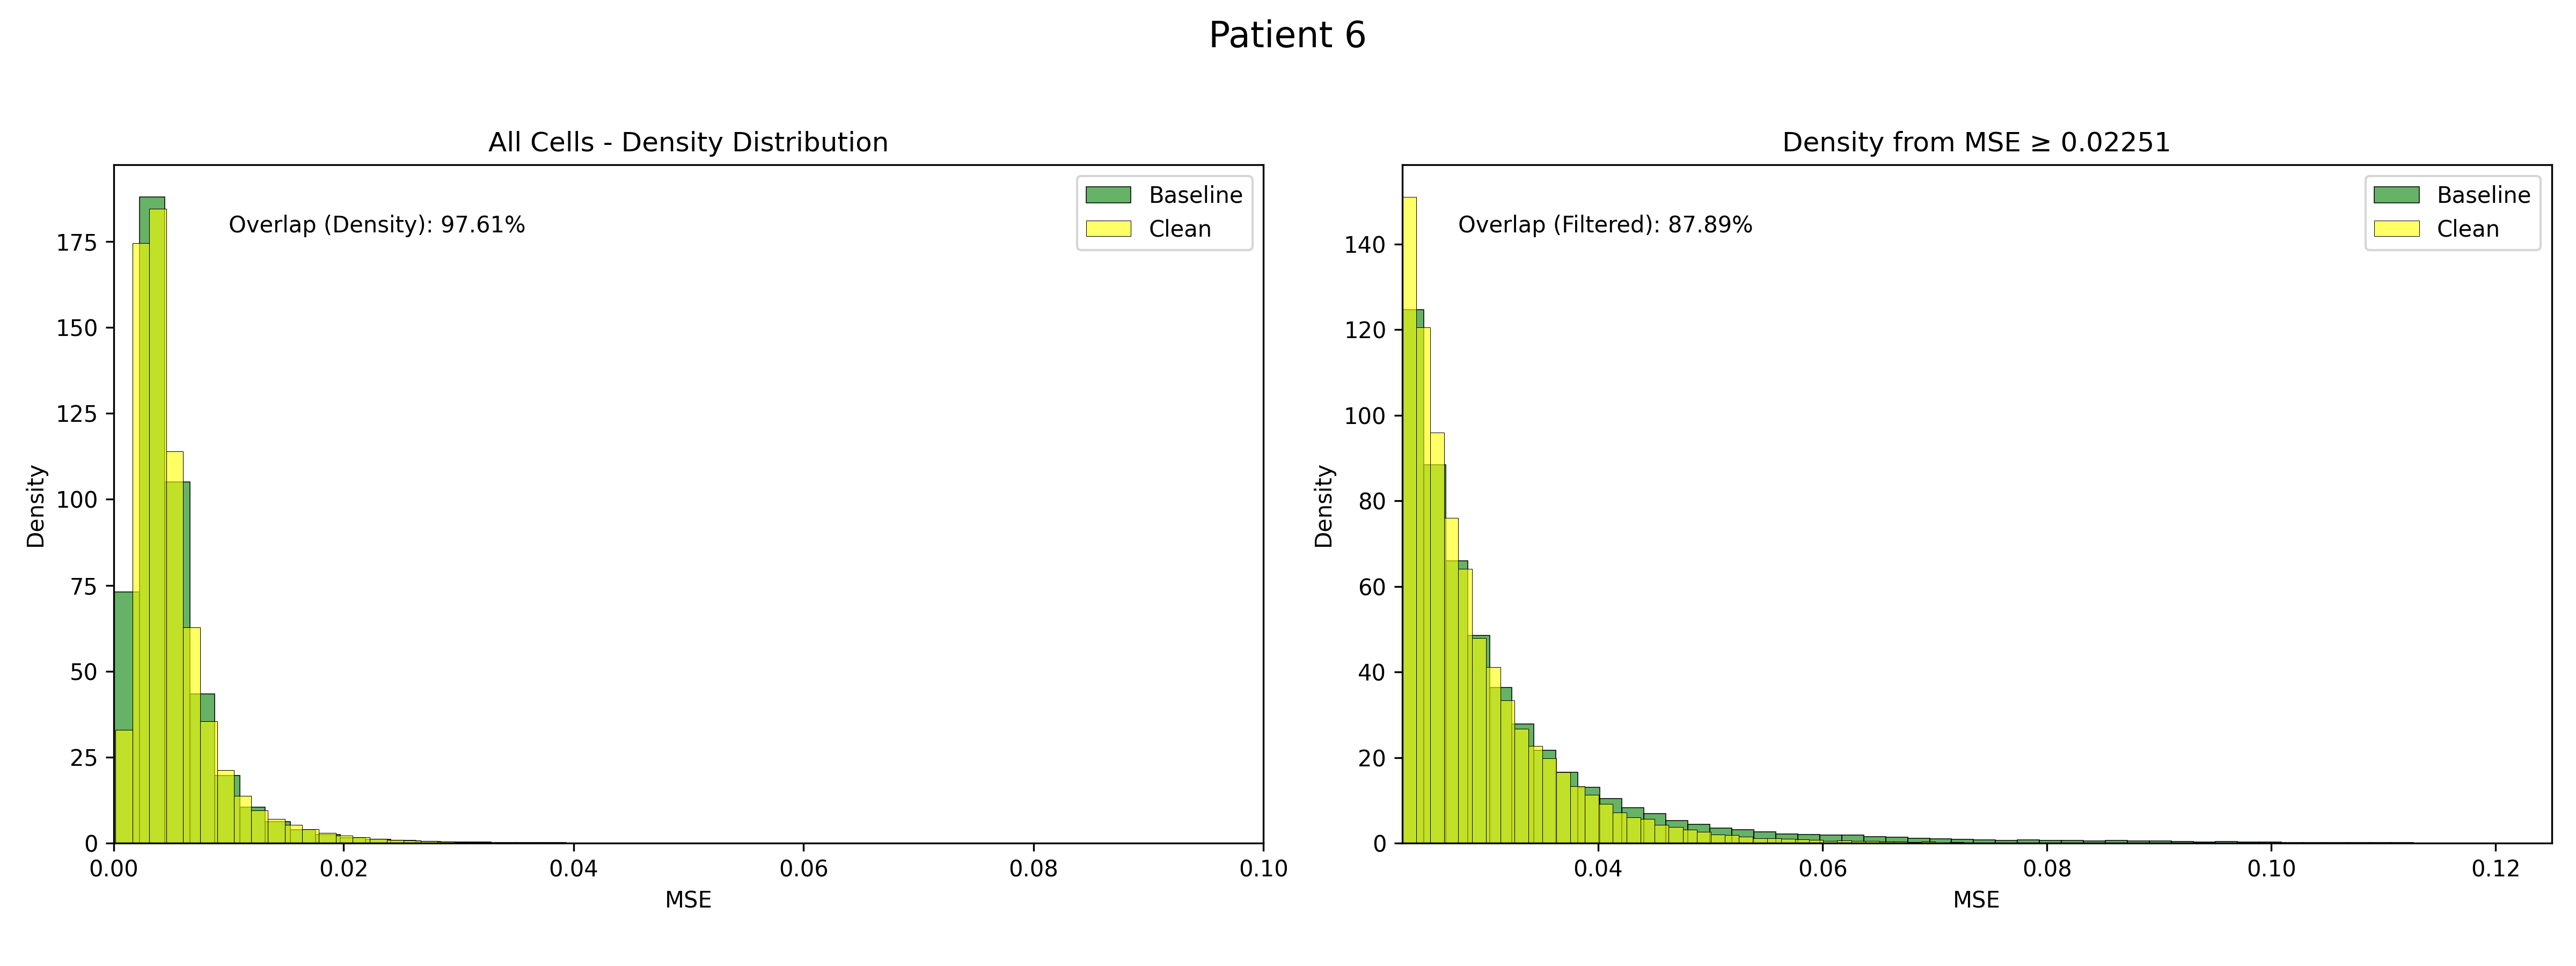 Patient 6
All Cells - Density Distribution
Overlap (Density): 97.61%
Baseline
Clean
175
150
125
100
75
50
25
0
Density
0.00 0.02 0.04 0.06 0.08 0.10
MSE
Density from MSE ≥ 0.02251
Overlap (Filtered): 87.89%
Baseline
Clean
140
120
100
80
60
40
20
0
Density
0.04 0.06 0.08 0.10 0.12
MSE